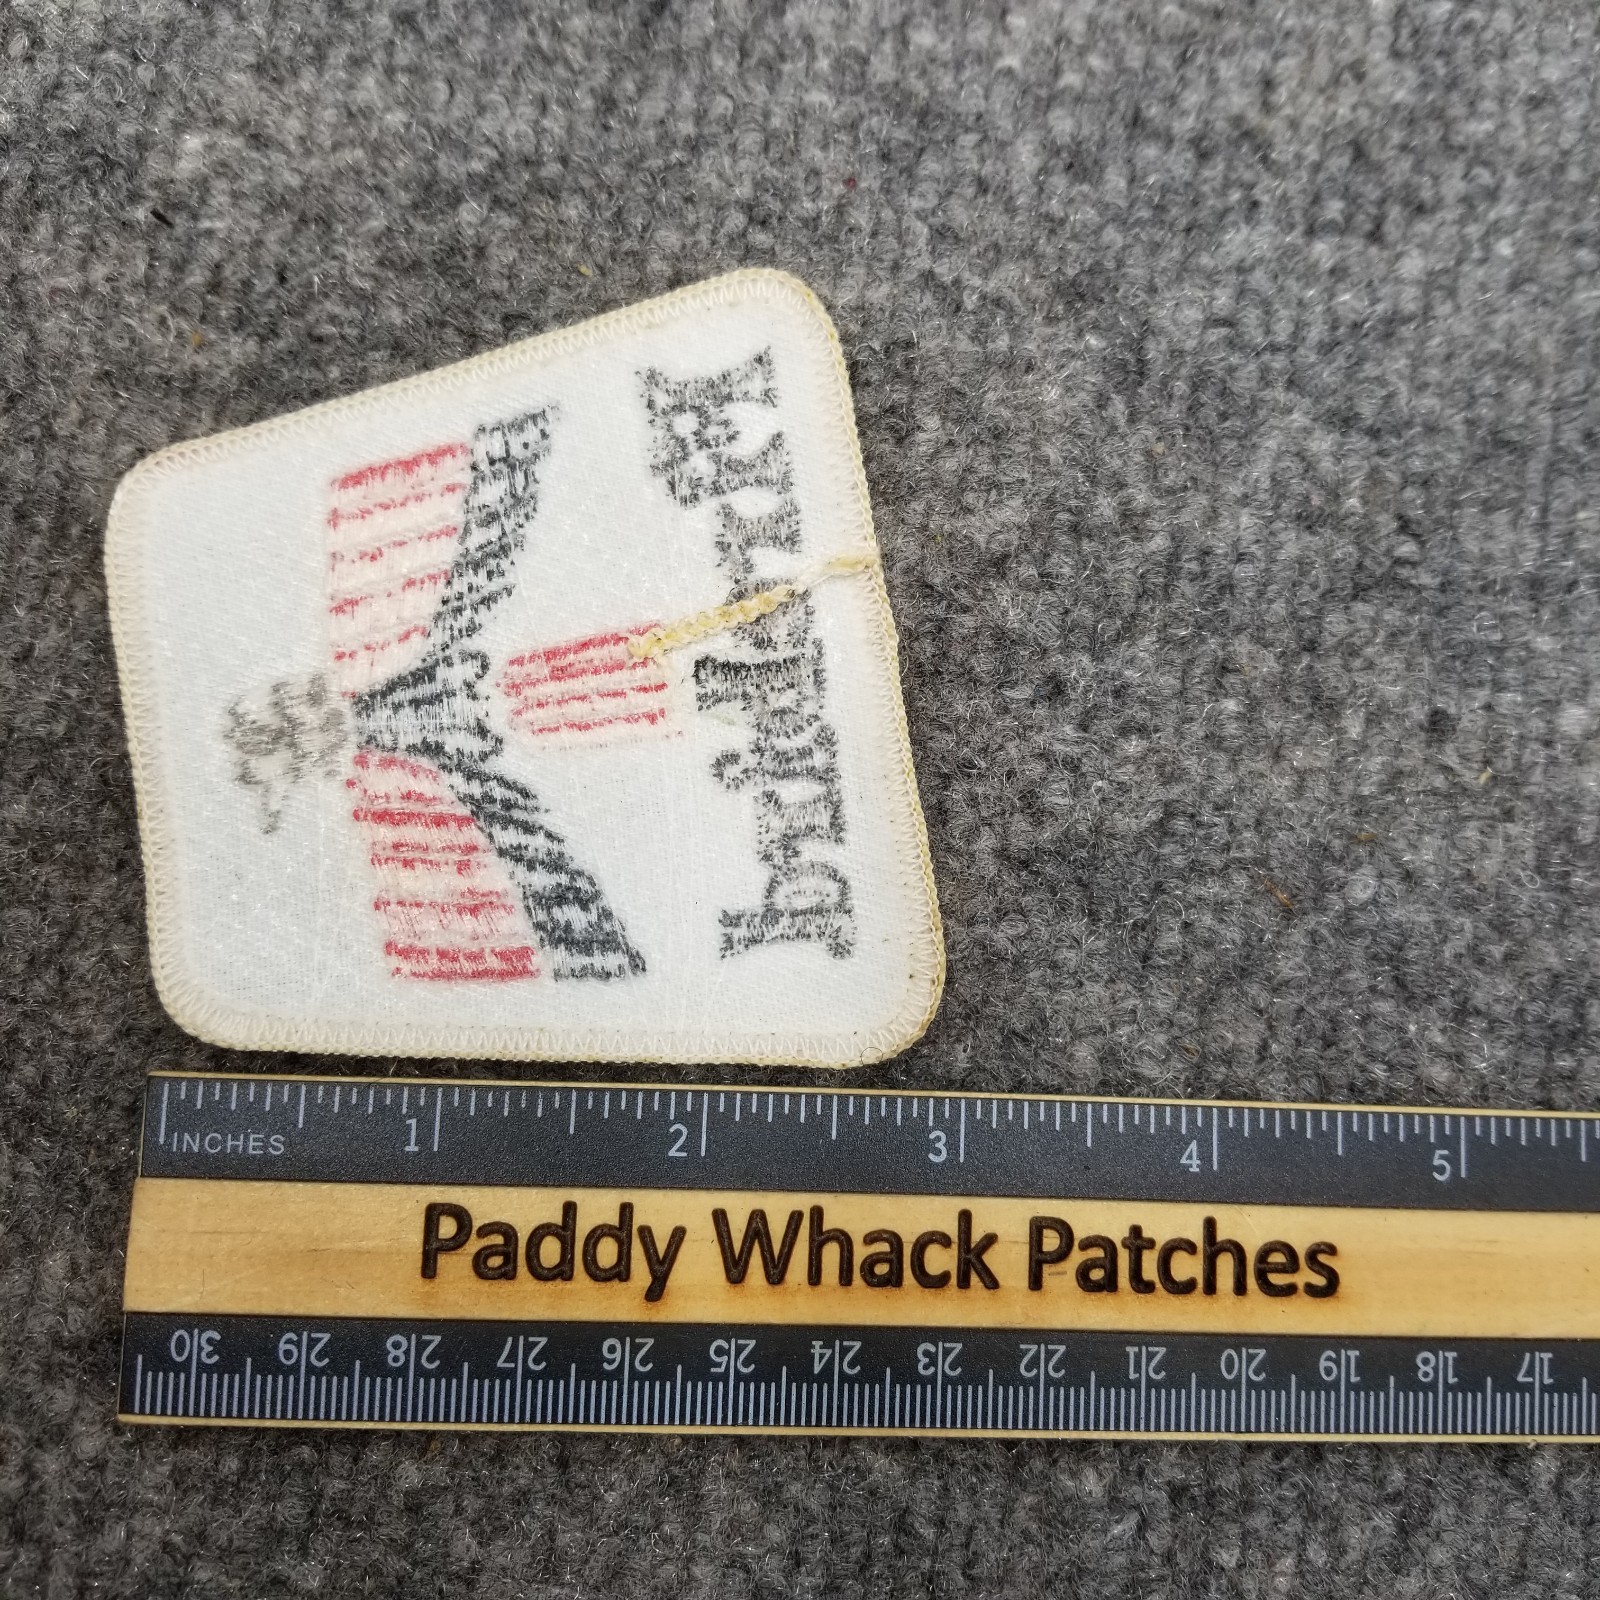 INCHES 1 2 3 4 5
Paddy Whack Patches
30 29 28 27 26 25 24 23 22 21 20 19 18 17